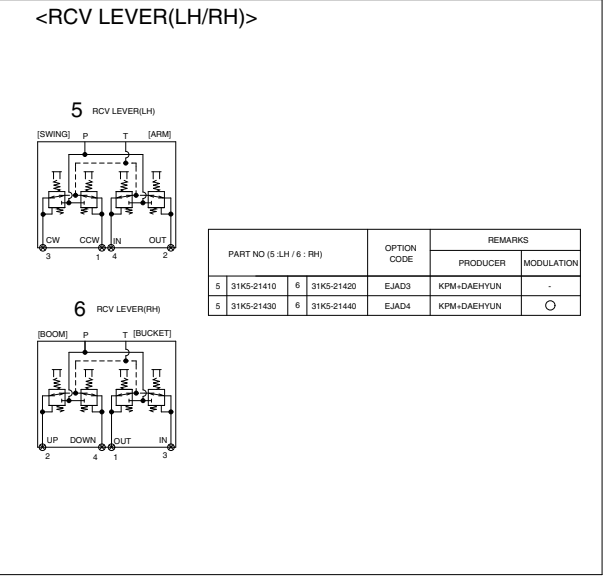 <RCV LEVER(LH/RH)>
5 RCV LEVER(LH)
[SWING] P T [ARM]
CW CCW IN OUT
3 1 4 2
PART NO (5 :LH / 6 : RH) OPTION CODE REMARKS
PRODUCER MODULATION
5 31K5-21410 6 31K5-21420 EJAD3 KPM+DAEHYUN -
5 31K5-21430 6 31K5-21440 EJAD4 KPM+DAEHYUN ○
6 RCV LEVER(RH)
[BOOM] P T [BUCKET]
UP DOWN OUT IN
2 4 1 3